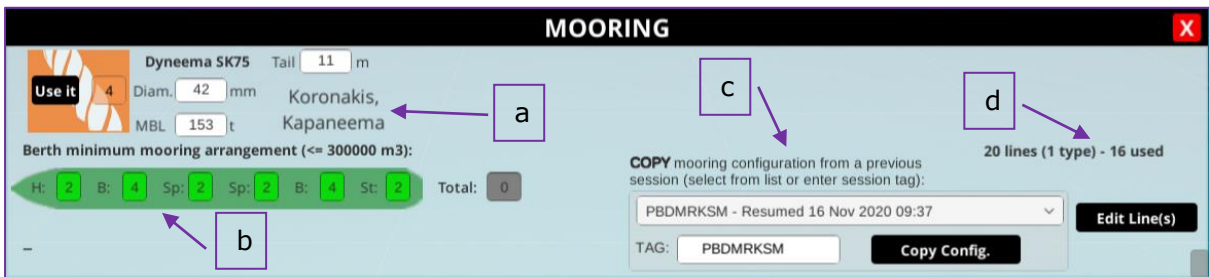 MOORING
X
Dyneema SK75 Tail 11 m
Use it 4 Diam. 42 mm
Koronakis,
Kapaneema
MBL 153 t
a
c
d
Berth minimum mooring arrangement (<= 300000 m3):
20 lines (1 type) - 16 used
COPY mooring configuration from a previous
session (select from list or enter session tag):
H: 2 B: 4 Sp: 2 Sp: 2 B: 4 St: 2 Total: 0
PBDMRKSM - Resumed 16 Nov 2020 09:37
Edit Line(s)
b
TAG: PBDMRKSM Copy Config.